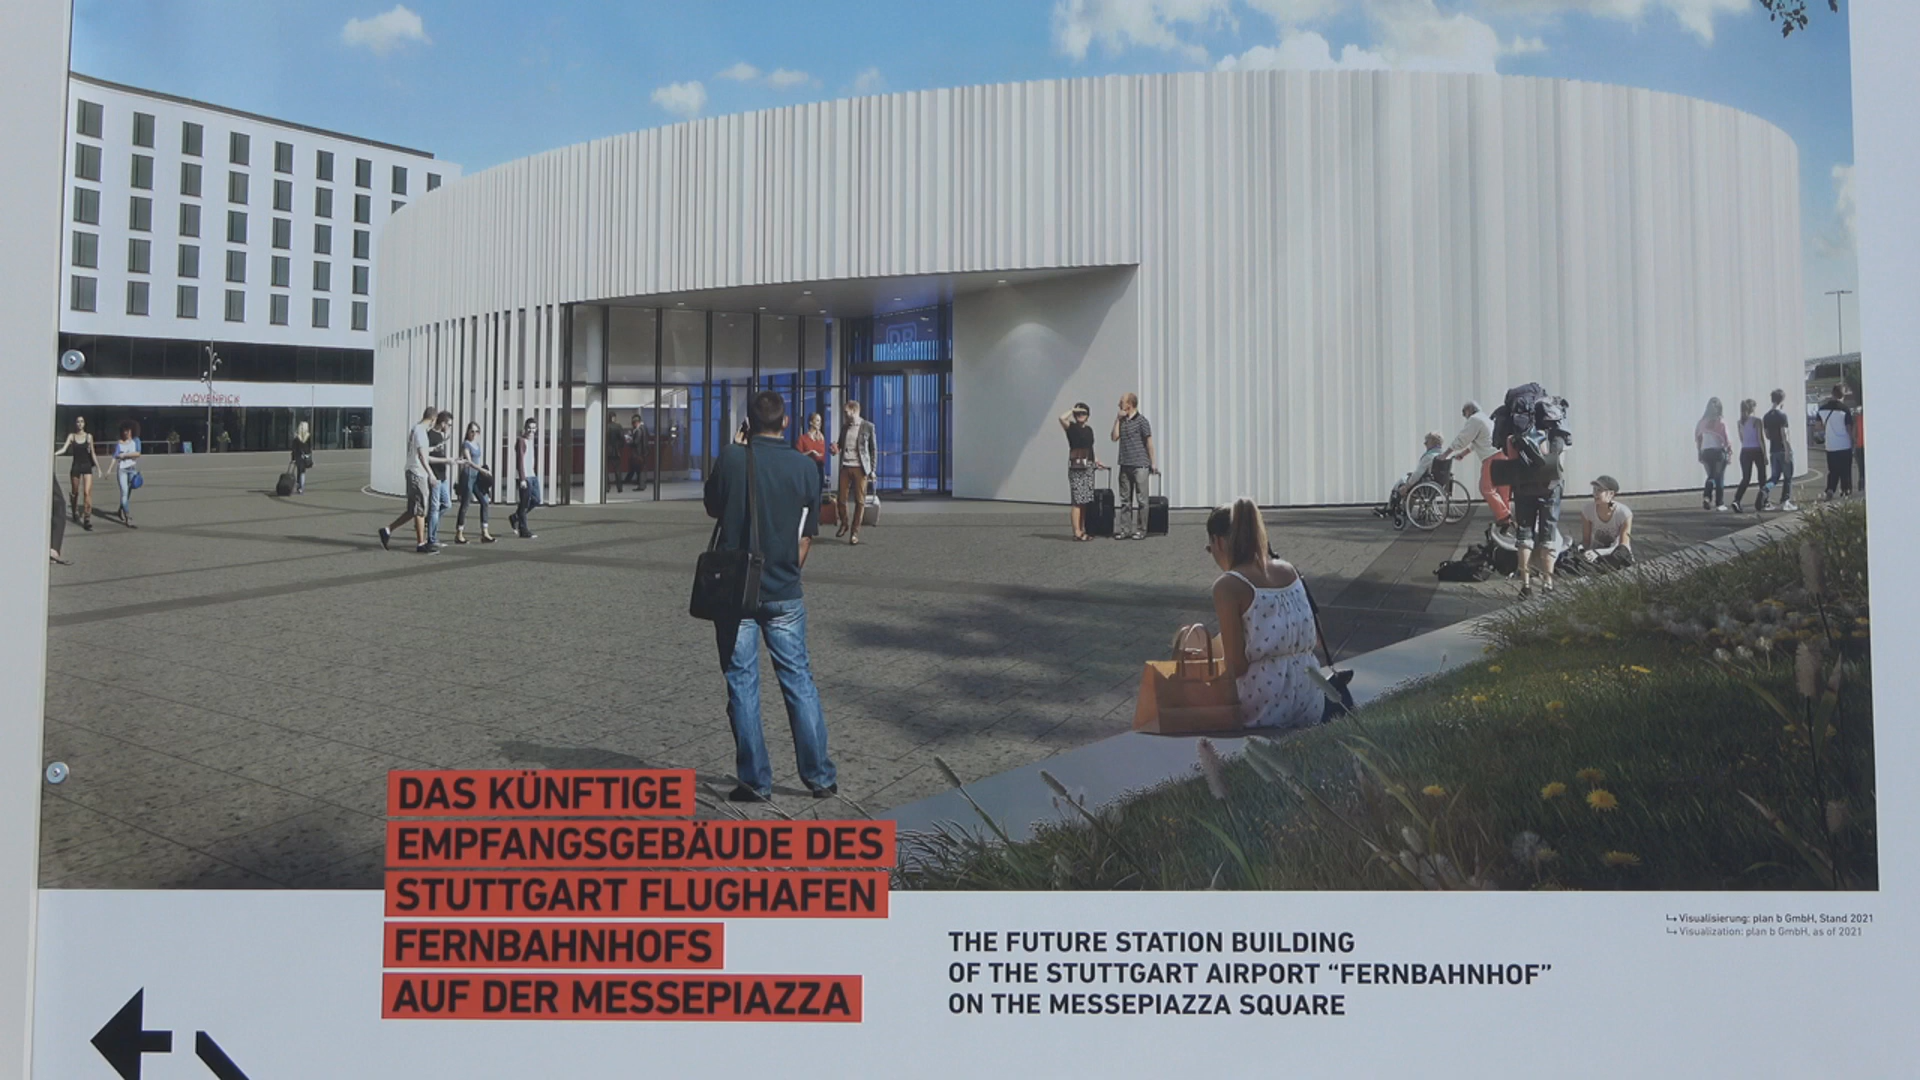 DB
MÖVENPICK
DAS KÜNFTIGE
EMPFANGSGEBÄUDE DES
STUTTGART FLUGHAFEN
FERNBAHNHOFS
AUF DER MESSEPIAZZA
THE FUTURE STATION BUILDING
OF THE STUTTGART AIRPORT “FERNBAHNHOF”
ON THE MESSEPIAZZA SQUARE
Visualisierung: plan b GmbH, Stand 2021
Visualization: plan b GmbH, as of 2021